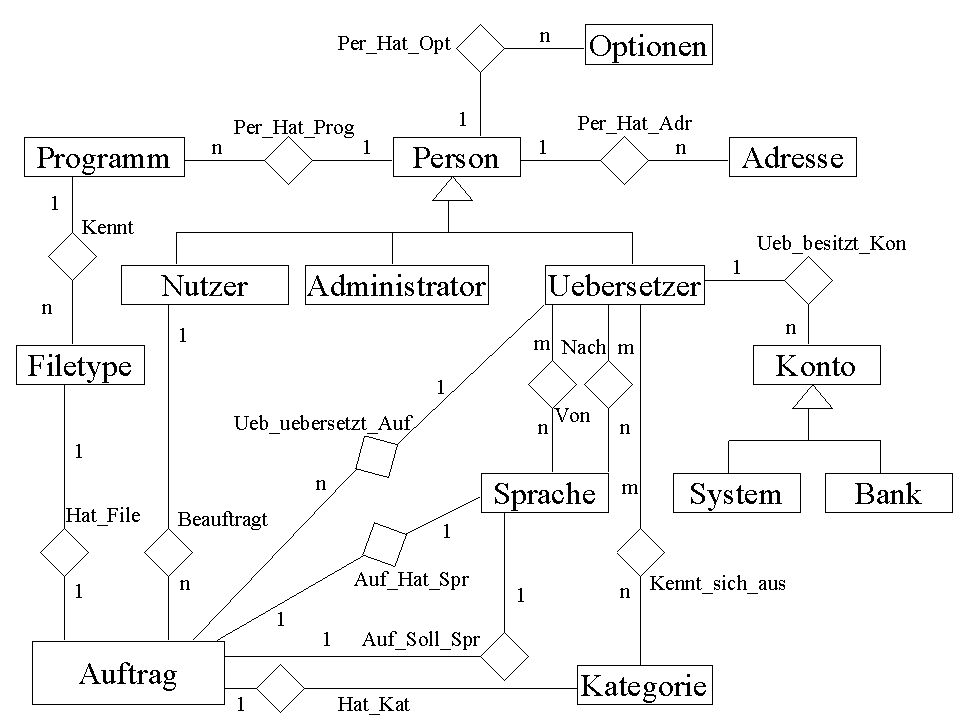 Per_Hat_Opt
n
Optionen
1
Per_Hat_Prog
Per_Hat_Adr
Programm
n
1
Person
1
n
Adresse
1
Kennt
Ueb_besitzt_Kon
n
Nutzer
Administrator
Uebersetzer
1
n
1
Filetype
m
Nach
m
Konto
1
Ueb_uebersetzt_Auf
Von
n
n
1
n
Sprache
m
System
Bank
Hat_File
Beauftragt
1
Auf_Hat_Spr
1
n
1
Kennt_sich_aus
n
1
1
Auf_Soll_Spr
Auftrag
Kategorie
1
Hat_Kat